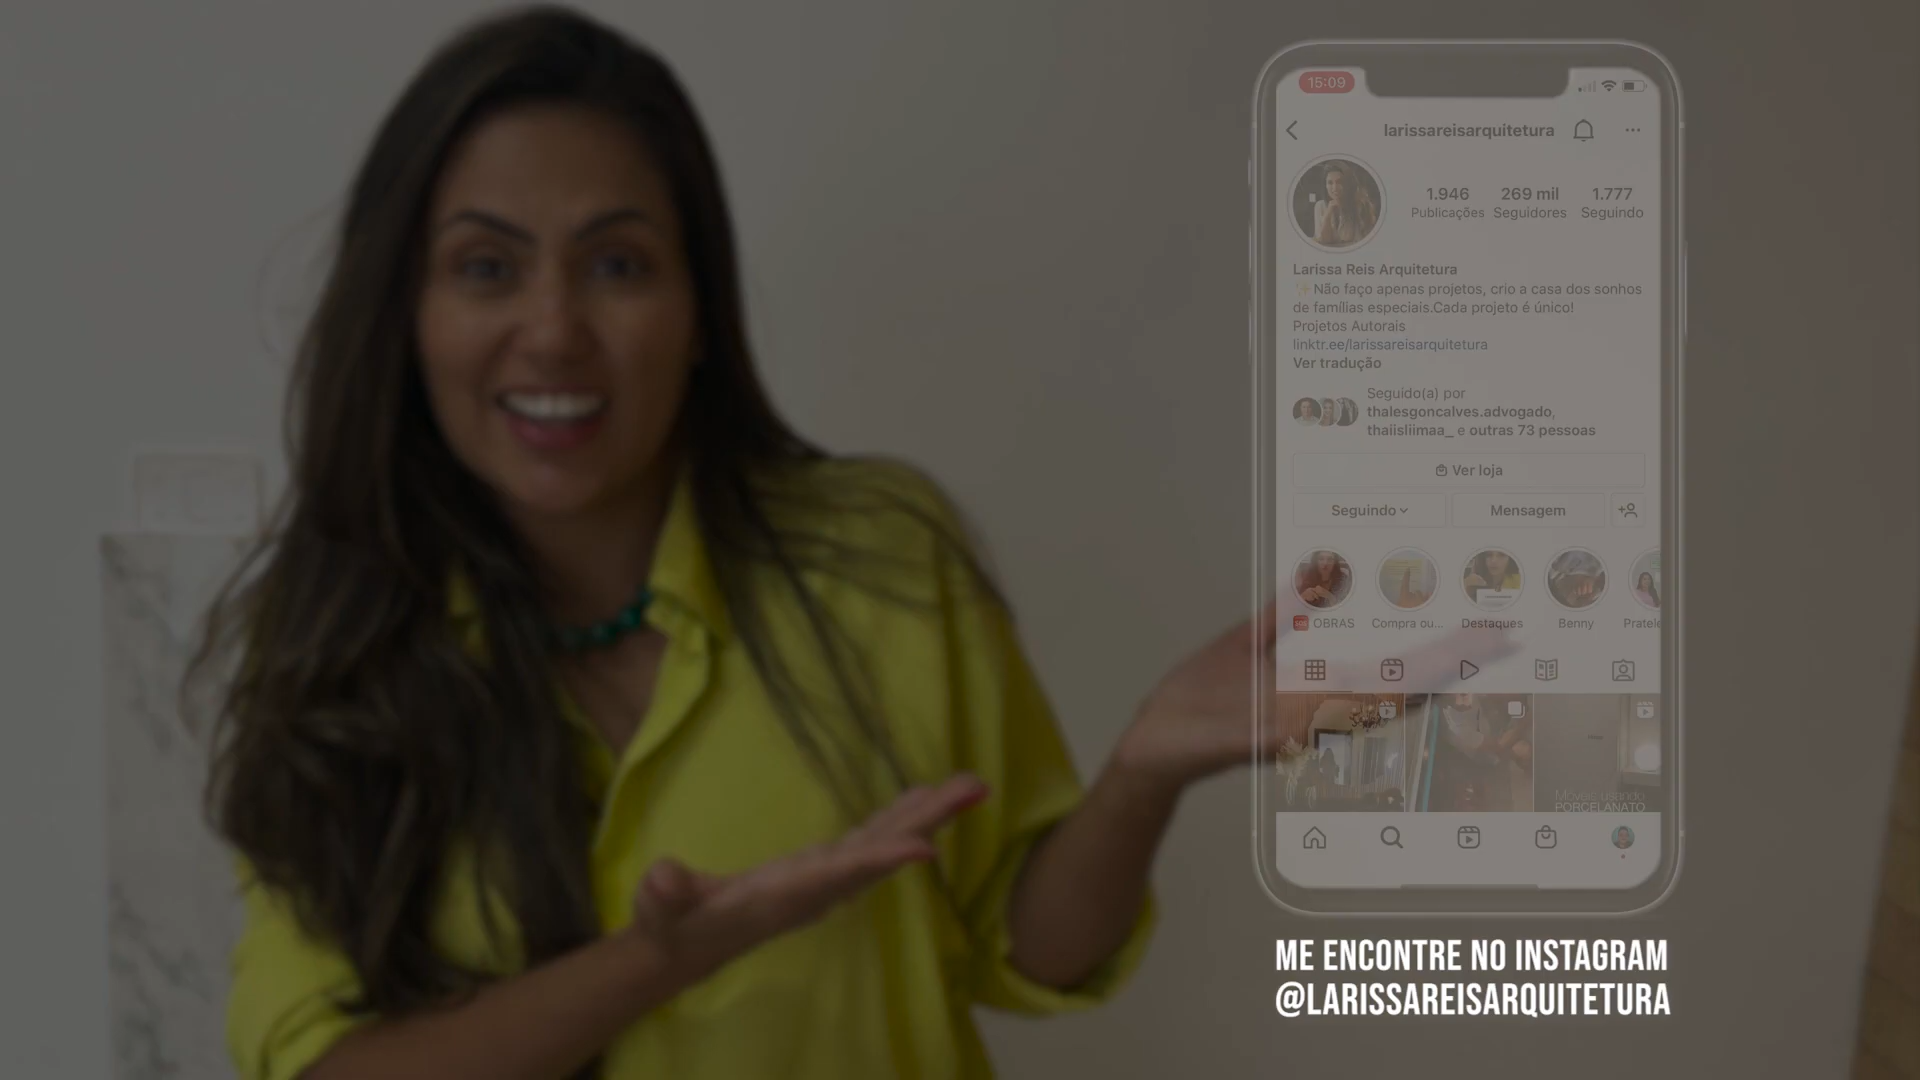 15:09
larissareisarquitetura
1.946 269 mil 1.777
Publicações Seguidores Seguindo
Larissa Reis Arquitetura
✨Não faço apenas projetos, crio a casa dos sonhos
de famílias especiais.Cada projeto é único!
Projetos Autorais
linktr.ee/larissareisarquitetura
Ver tradução
Seguido(a) por
thalesgoncalves.advogado,
thaiisliimaa_ e outras 73 pessoas
Ver loja
Seguindo Mensagem
OBRAS Compra ou... Destaques Benny Pratele
Móveis usando
PORCELANATO
ME ENCONTRE NO INSTAGRAM
@LARISSAREISARQUITETURA